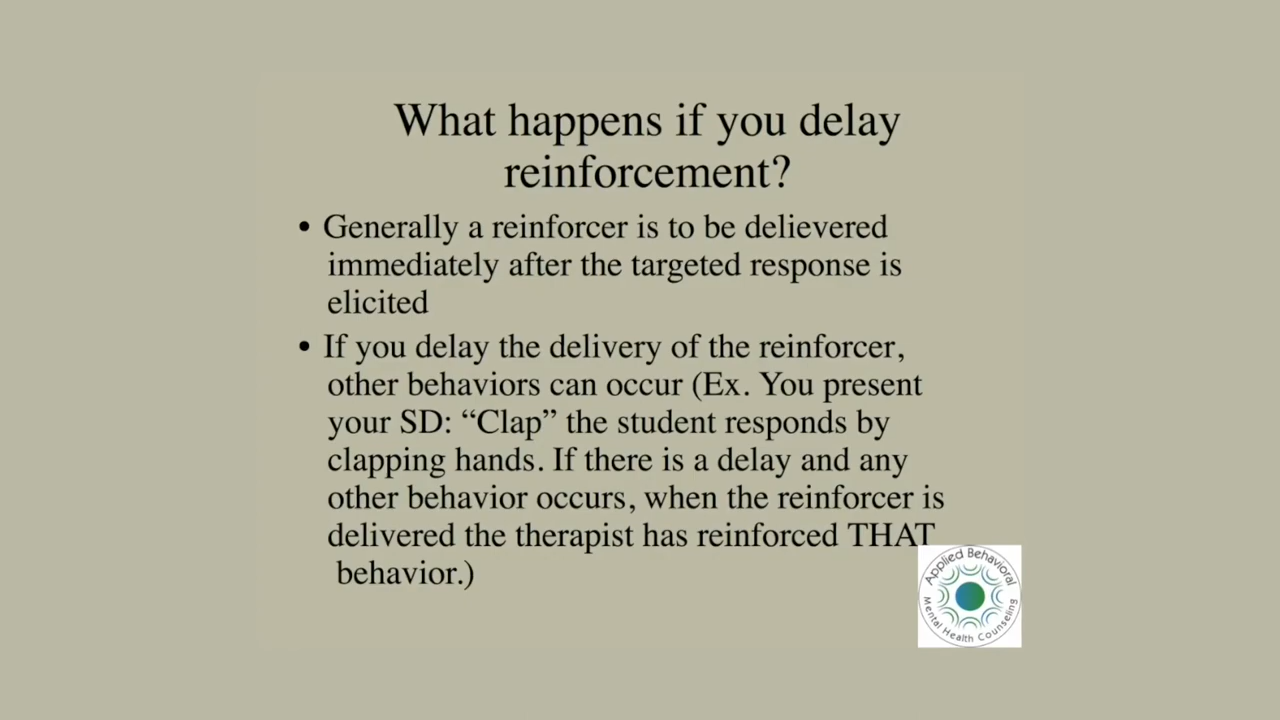 What happens if you delay
reinforcement?
• Generally a reinforcer is to be delievered
immediately after the targeted response is
elicited
• If you delay the delivery of the reinforcer,
other behaviors can occur (Ex. You present
your SD: “Clap” the student responds by
clapping hands. If there is a delay and any
other behavior occurs, when the reinforcer is
delivered the therapist has reinforced THAT
behavior.)
Applied Behavioral
Mental Health Counseling